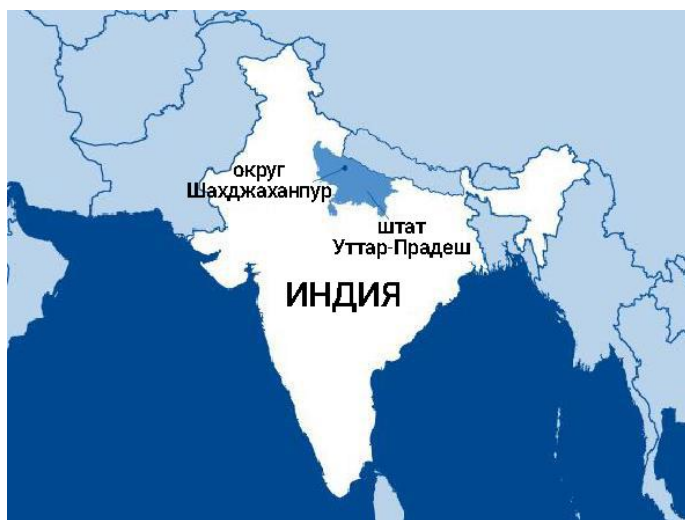 округ
Шахджаханпур
штат
Уттар-Прадеш
ИНДИЯ